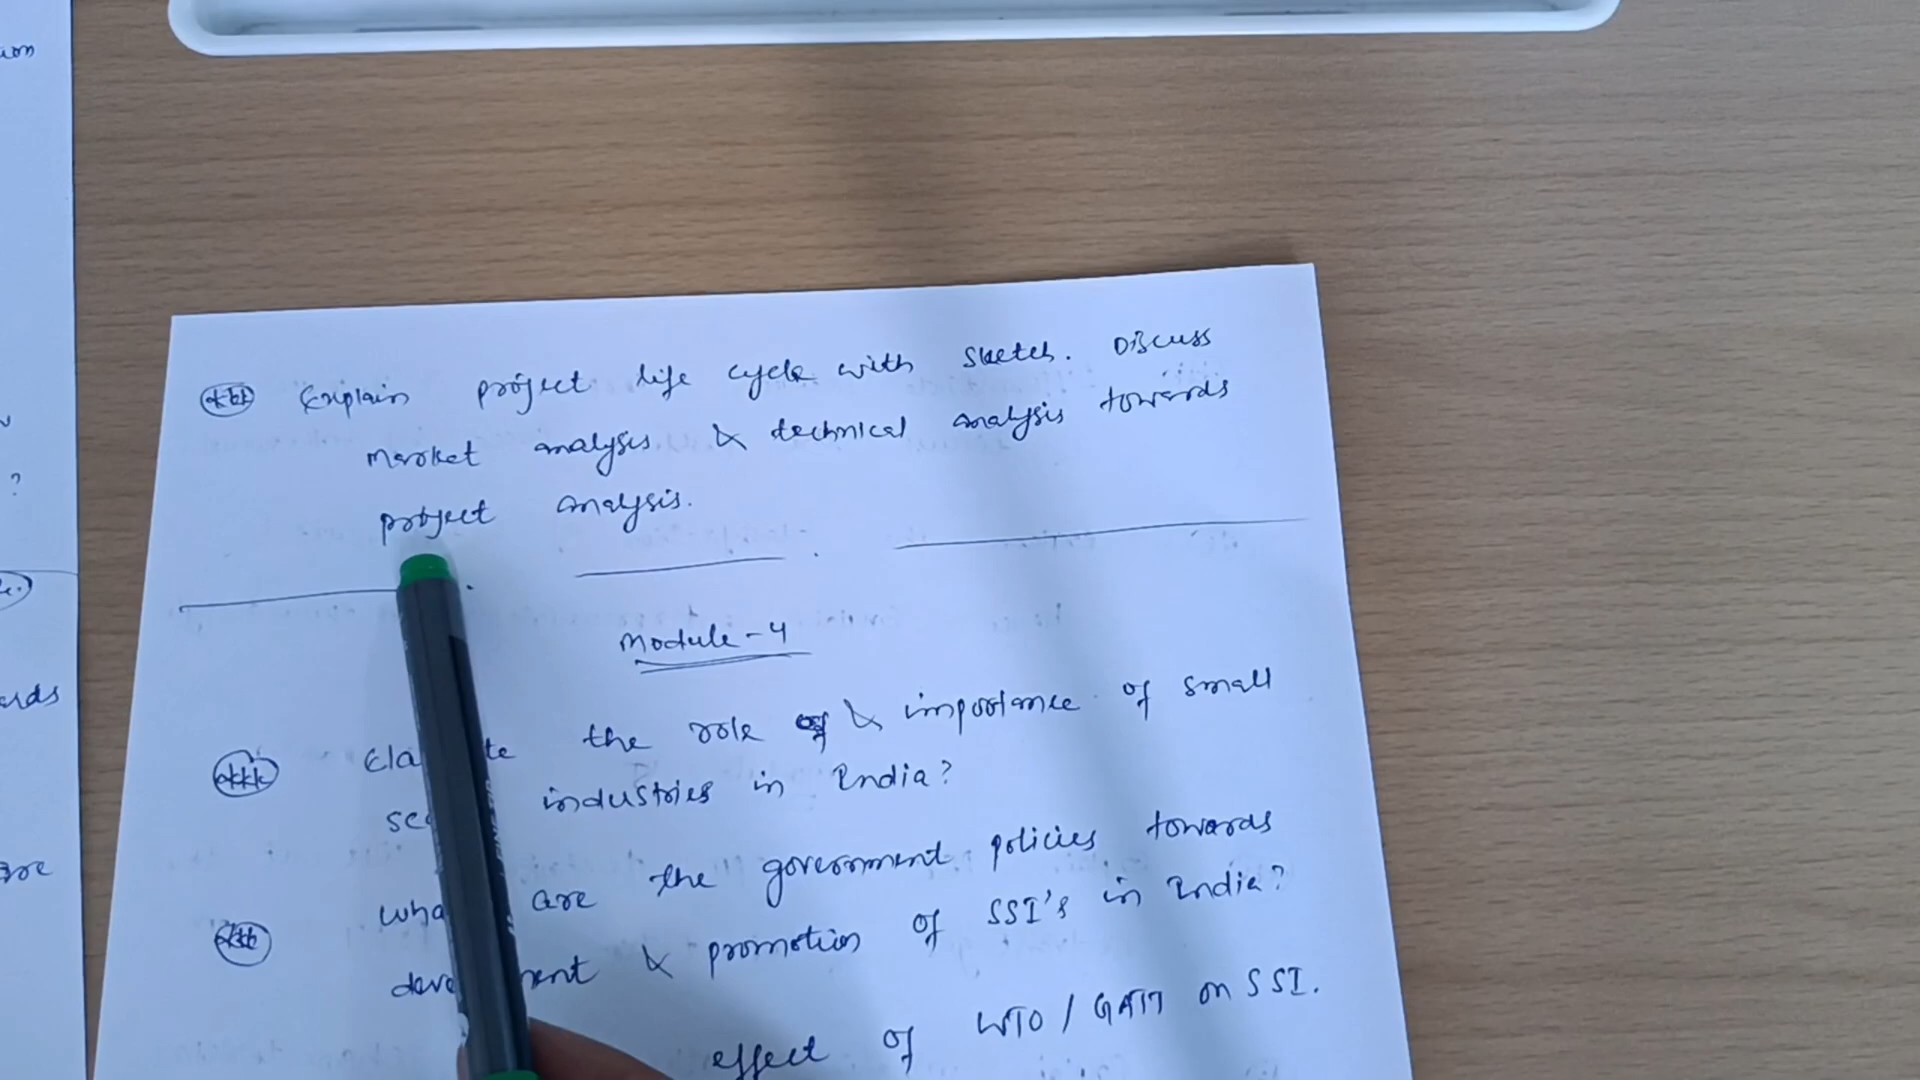 Explain project life cycle with sketch. Discuss
market analysis & technical analysis towards
project analysis.
Module-4
the role & importance of small
industries in India?
are the government policies towards
& promotion of SSI's in India?
effect of WTO / GATT on SSI.